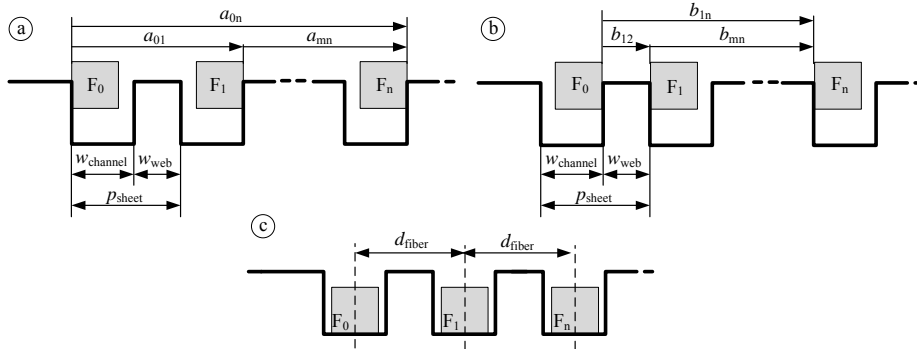 a
a0n
a01
amn
F0
F1
Fn
wchannel
wweb
psheet
b
b1n
b12
bmn
F0
F1
Fn
wchannel
wweb
psheet
c
dfiber
dfiber
F0
F1
Fn